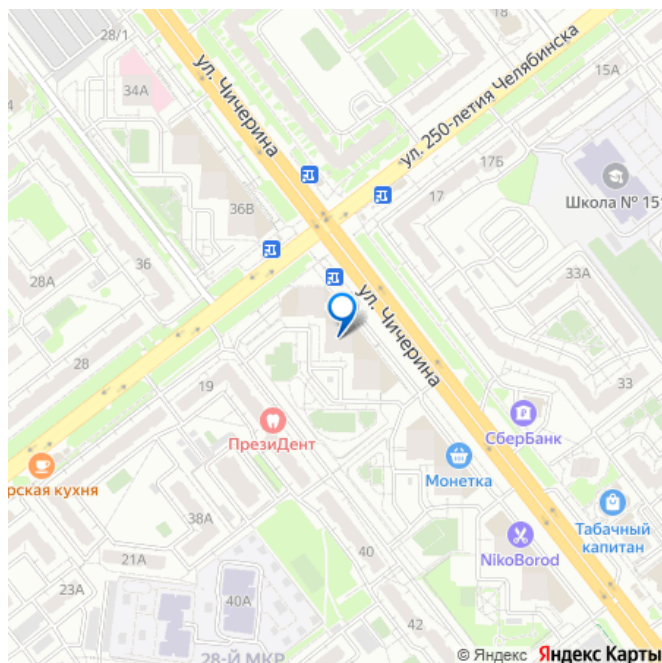 28/1
4
34А
ул. Чичерина
ул. 250-летия Челябинска
15А
17Б
17
Школа № 15
36В
36
28А
33А
ул. Чичерина
28
19
33
ПрезиДент
СберБанк
рская кухня
Монетка
Табачный
капитан
38А
21А
40
NikoBorod
23А
40А
42
28-Й МКР
© Яндекс Яндекс Карты